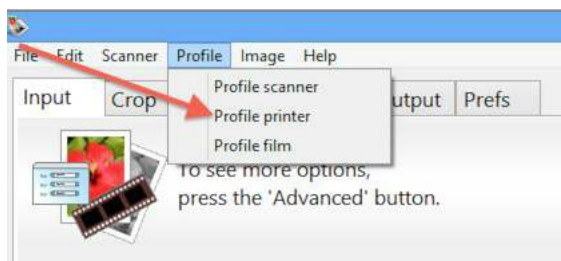 File Edit Scanner Profile Image Help
Profile scanner
Input Crop utput Prefs
Profile printer
Profile film
To see more options,
press the 'Advanced' button.